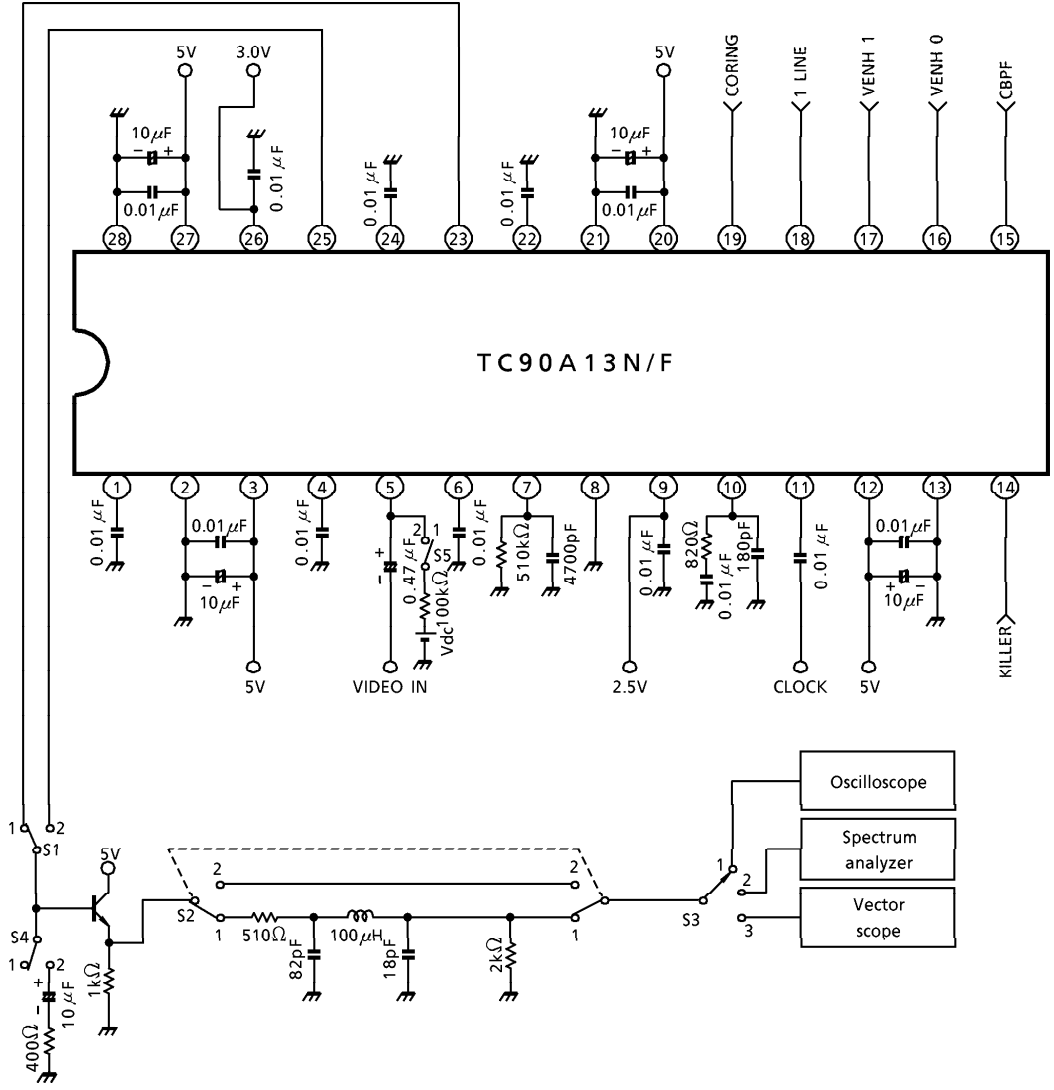 5V
3.0V
5V
CORING
1 LINE
VENH 1
VENH 0
CBPF
10μF
- +
0.01μF
0.01μF
0.01μF
0.01μF
10μF
- +
0.01μF
28
27
26
25
24
23
22
21
20
19
18
17
16
15
TC90A13N/F
1
2
3
4
5
6
7
8
9
10
11
12
13
14
0.01μF
0.01μF
- +
10μF
0.01μF
+
-
0.47μF
2
1
S5
100kΩ
Vdc
0.01μF
510kΩ
4700pF
0.01μF
820Ω
0.01μF
180pF
0.01μF
0.01μF
+ -
10μF
KILLER
5V
VIDEO IN
2.5V
CLOCK
5V
Oscilloscope
Spectrum
analyzer
Vector
scope
1
2
S1
5V
S4
1
2
+
-
10μF
400Ω
1kΩ
2
2
S2
1
510Ω
82pF
100μH
18pF
2kΩ
1
S3
1
2
3